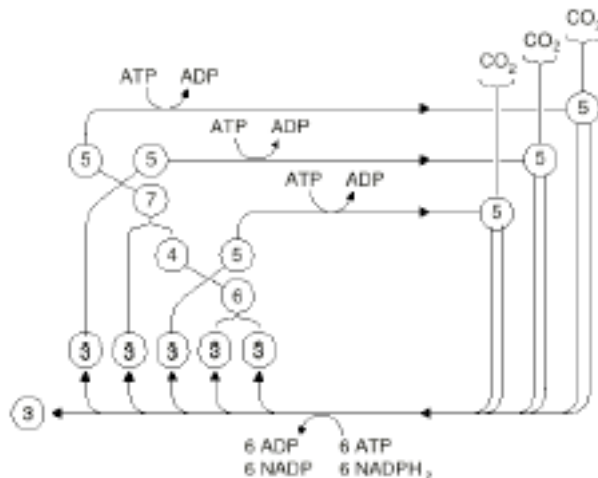 CO2
CO2
CO2
ATP ADP
5
ATP ADP
5 5 5
7
ATP ADP
5
4 5
6
3 3 3 3 3
3
6 ADP 6 ATP
6 NADP 6 NADPH2